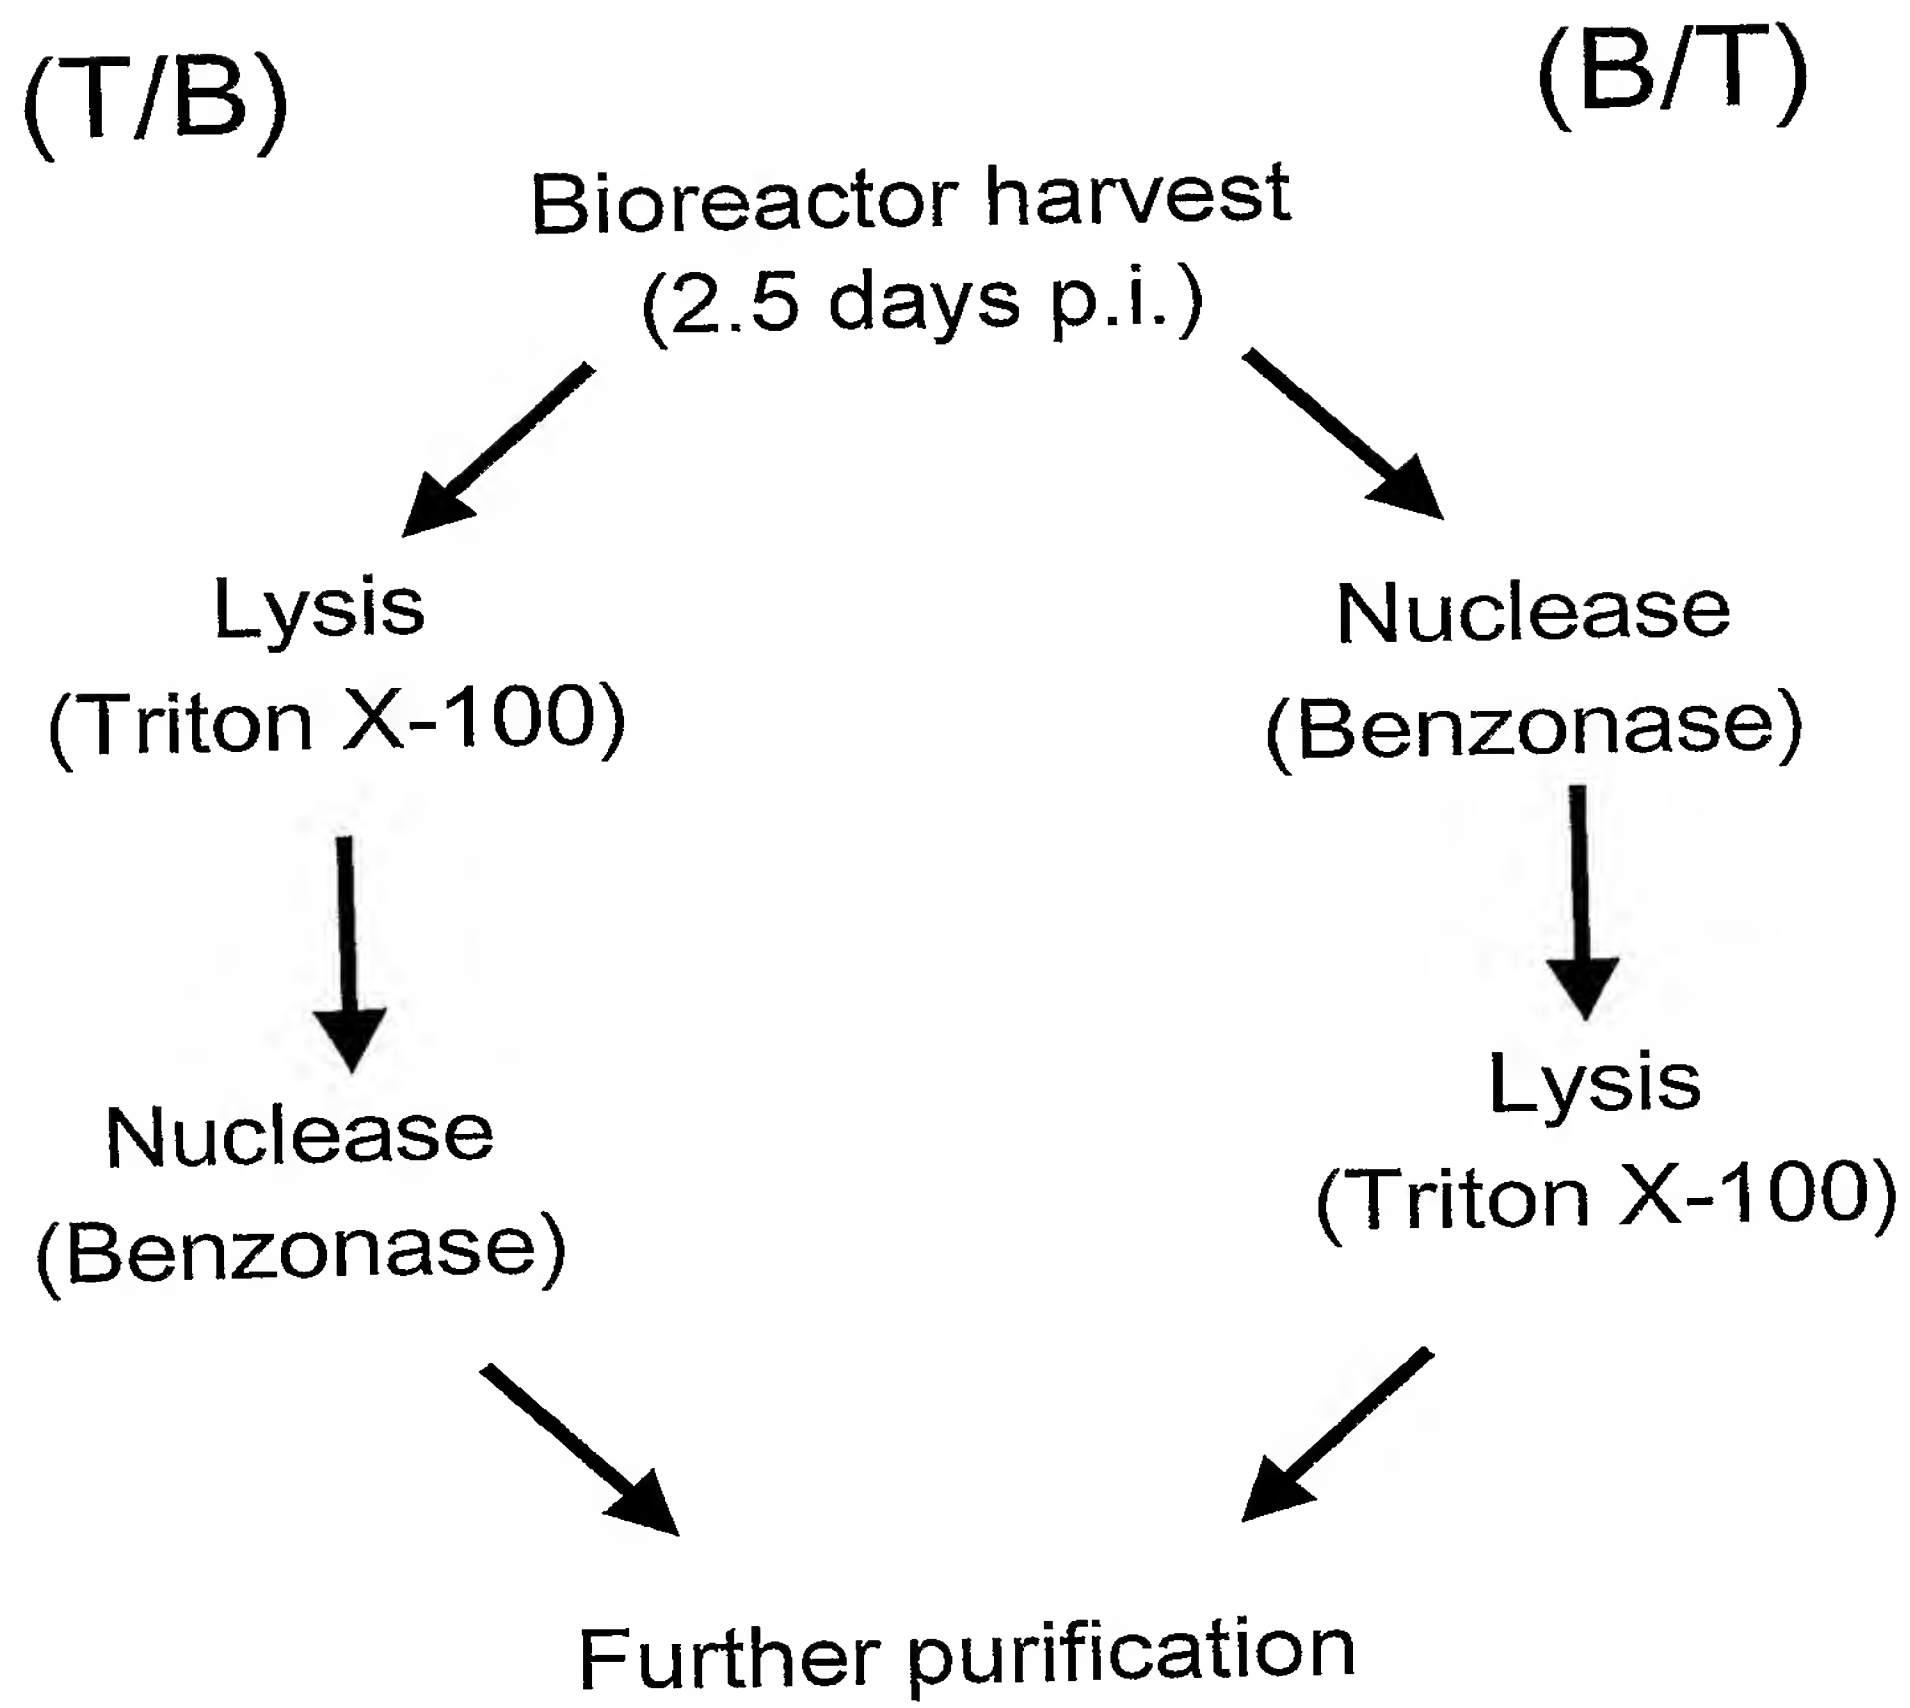 (T/B)
(B/T)
Bioreactor harvest
(2.5 days p.i.)
Lysis
(Triton X-100)
Nuclease
(Benzonase)
Nuclease
(Benzonase)
Lysis
(Triton X-100)
Further purification